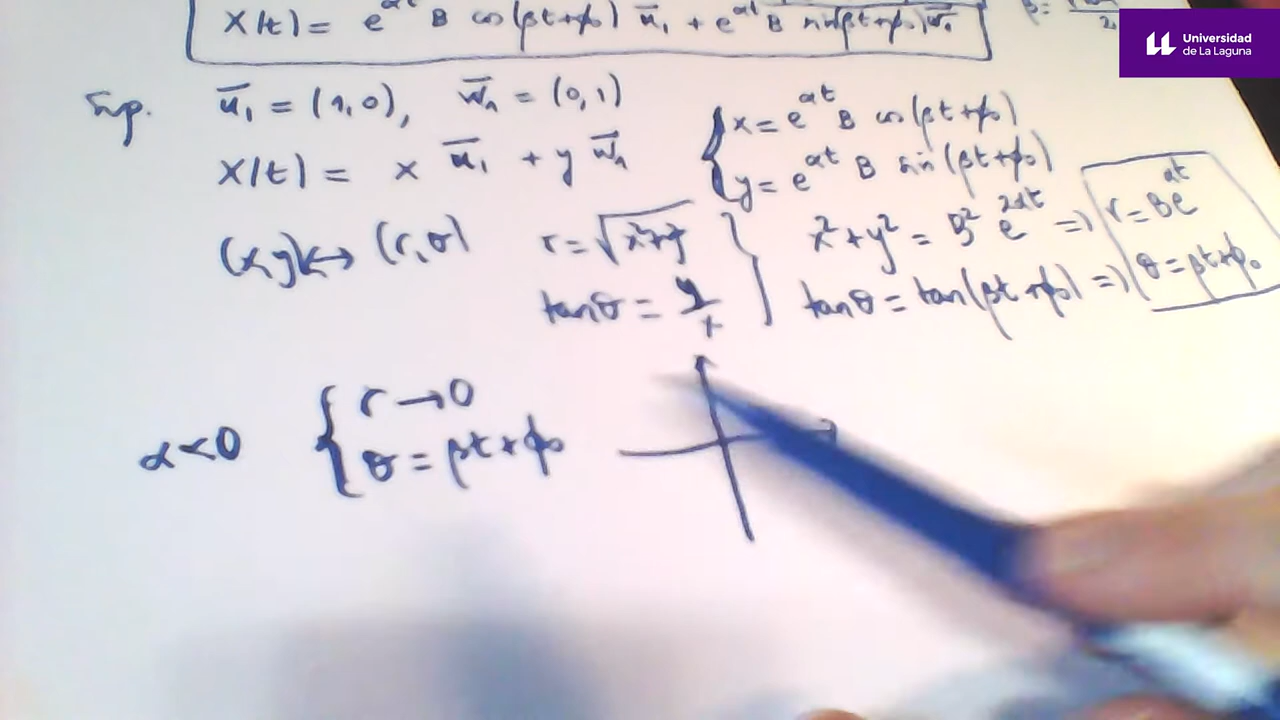 X(t) = e^{αt} B cos(βt+ϕ₀) ū₁ + e^{αt} B sin(βt+ϕ₀) w̄₁
β =
Universidad
de La Laguna
Sup. ū₁ = (1,0), w̄₁ = (0,1)
X(t) = x ū₁ + y w̄₁
{ x = e^{αt} B cos(βt+ϕ₀)
y = e^{αt} B sin(βt+ϕ₀)
(x,y) ↔ (r,θ)
r = √(x²+y²)
tanθ = y/x
x²+y² = B² e^{2αt} ⇒ r = Be^{αt}
tanθ = tan(βt+ϕ₀) ⇒ θ = βt+ϕ₀
α<0 { r → 0
θ = βt+ϕ₀